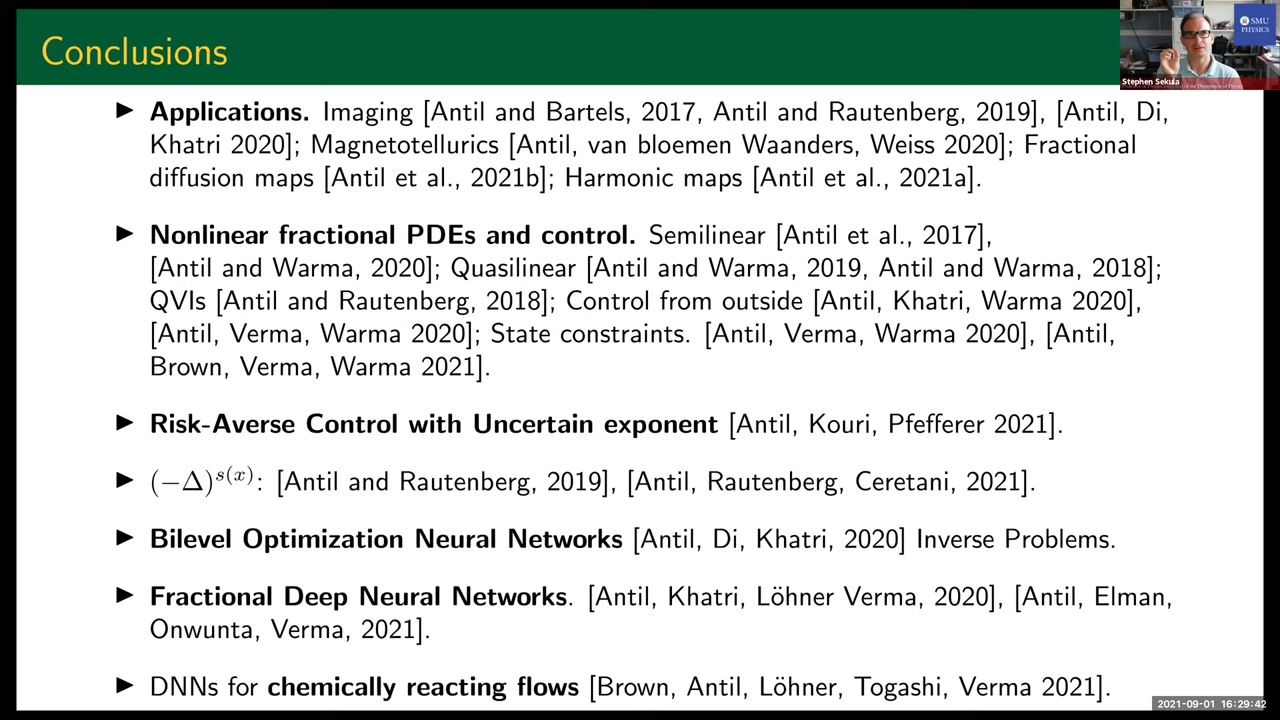 Conclusions
SMU
PHYSICS
Stephen Sekula
▶ Applications. Imaging [Antil and Bartels, 2017, Antil and Rautenberg, 2019], [Antil, Di,
Khatri 2020]; Magnetotellurics [Antil, van bloemen Waanders, Weiss 2020]; Fractional
diffusion maps [Antil et al., 2021b]; Harmonic maps [Antil et al., 2021a].
▶ Nonlinear fractional PDEs and control. Semilinear [Antil et al., 2017],
[Antil and Warma, 2020]; Quasilinear [Antil and Warma, 2019, Antil and Warma, 2018];
QVIs [Antil and Rautenberg, 2018]; Control from outside [Antil, Khatri, Warma 2020],
[Antil, Verma, Warma 2020]; State constraints. [Antil, Verma, Warma 2020], [Antil,
Brown, Verma, Warma 2021].
▶ Risk-Averse Control with Uncertain exponent [Antil, Kouri, Pfefferer 2021].
▶ (−Δ)^{s(x)}: [Antil and Rautenberg, 2019], [Antil, Rautenberg, Ceretani, 2021].
▶ Bilevel Optimization Neural Networks [Antil, Di, Khatri, 2020] Inverse Problems.
▶ Fractional Deep Neural Networks. [Antil, Khatri, Löhner Verma, 2020], [Antil, Elman,
Onwunta, Verma, 2021].
▶ DNNs for chemically reacting flows [Brown, Antil, Löhner, Togashi, Verma 2021].
2021-09-01 16:29:42